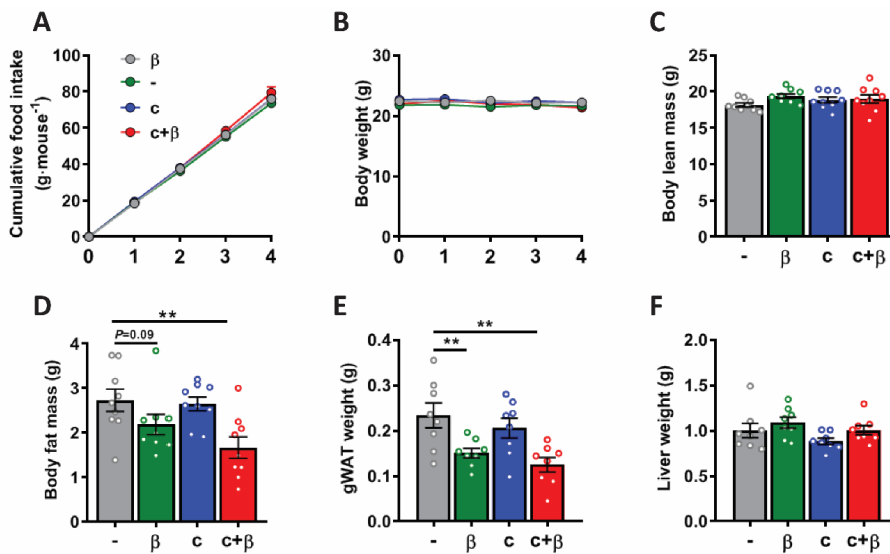 A
Cumulative food intake
(g·mouse⁻¹)
100
80
60
40
20
0
β
-
c
c+β
0 1 2 3 4
B
Body weight (g)
30
20
10
0
0 1 2 3 4
C
Body lean mass (g)
25
20
15
10
5
0
- β c c+β
D
Body fat mass (g)
4
3
2
1
0
**
P=0.09
- β c c+β
E
gWAT weight (g)
0.4
0.3
0.2
0.1
0.0
**
**
- β c c+β
F
Liver weight (g)
2.0
1.5
1.0
0.5
0.0
- β c c+β